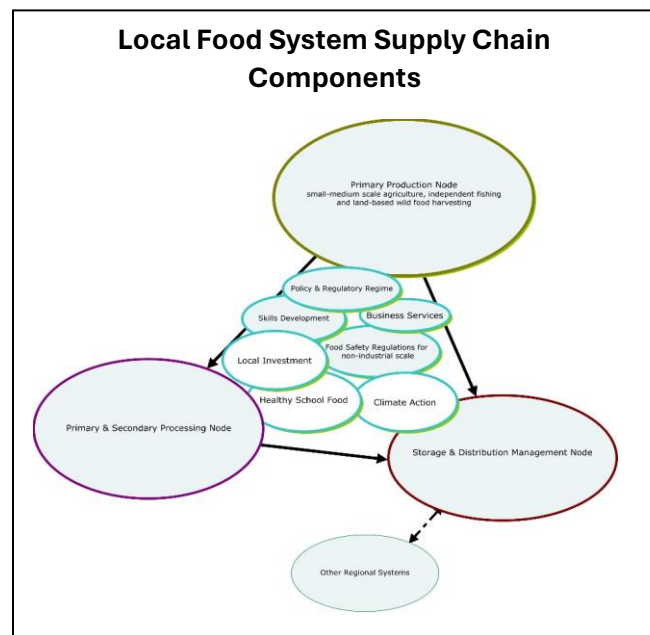 Local Food System Supply Chain
Components
Primary Production Node
small-medium scale agriculture, independent fishing
and land-based wild food harvesting
Policy & Regulatory Regime
Skills Development
Business Services
Food Safety Regulations for
non-industrial scale
Local Investment
Healthy School Food
Climate Action
Primary & Secondary Processing Node
Storage & Distribution Management Node
Other Regional Systems